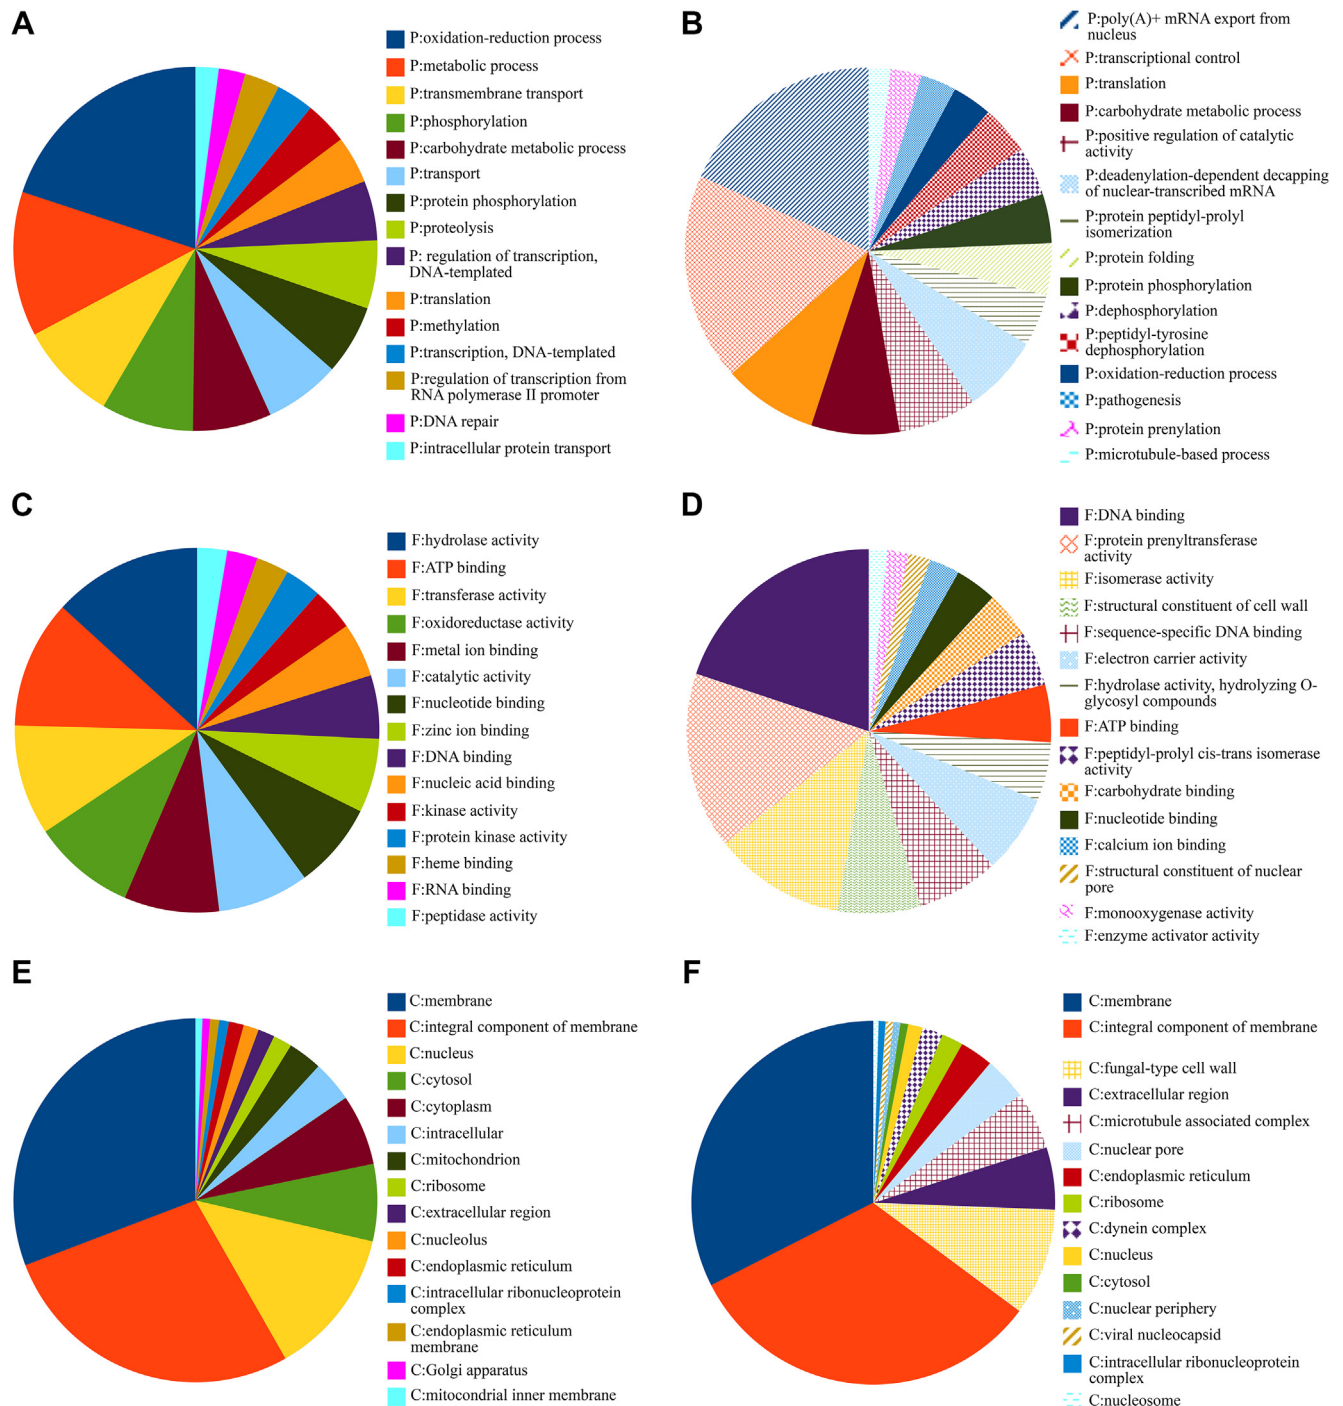 A
P:oxidation-reduction process
P:metabolic process
P:transmembrane transport
P:phosphorylation
P:carbohydrate metabolic process
P:transport
P:protein phosphorylation
P:proteolysis
P: regulation of transcription,
DNA-templated
P:translation
P:methylation
P:transcription, DNA-templated
P:regulation of transcription from
RNA polymerase II promoter
P:DNA repair
P:intracellular protein transport
B
P:poly(A)+ mRNA export from
nucleus
P:transcriptional control
P:translation
P:carbohydrate metabolic process
P:positive regulation of catalytic
activity
P:deadenylation-dependent decapping
of nuclear-transcribed mRNA
P:protein peptidyl-prolyl
isomerization
P:protein folding
P:protein phosphorylation
P:dephosphorylation
P:peptidyl-tyrosine
dephosphorylation
P:oxidation-reduction process
P:pathogenesis
P:protein prenylation
P:microtubule-based process
C
F:hydrolase activity
F:ATP binding
F:transferase activity
F:oxidoreductase activity
F:metal ion binding
F:catalytic activity
F:nucleotide binding
F:zinc ion binding
F:DNA binding
F:nucleic acid binding
F:kinase activity
F:protein kinase activity
F:heme binding
F:RNA binding
F:peptidase activity
D
F:DNA binding
F:protein prenyltransferase
activity
F:isomerase activity
F:structural constituent of cell wall
F:sequence-specific DNA binding
F:electron carrier activity
F:hydrolase activity, hydrolyzing O-
glycosyl compounds
F:ATP binding
F:peptidyl-prolyl cis-trans isomerase
activity
F:carbohydrate binding
F:nucleotide binding
F:calcium ion binding
F:structural constituent of nuclear
pore
F:monooxygenase activity
F:enzyme activator activity
E
C:membrane
C:integral component of membrane
C:nucleus
C:cytosol
C:cytoplasm
C:intracellular
C:mitochondrion
C:ribosome
C:extracellular region
C:nucleolus
C:endoplasmic reticulum
C:intracellular ribonucleoprotein
complex
C:endoplasmic reticulum
membrane
C:Golgi apparatus
C:mitocondrial inner membrane
F
C:membrane
C:integral component of membrane
C:fungal-type cell wall
C:extracellular region
C:microtubule associated complex
C:nuclear pore
C:endoplasmic reticulum
C:ribosome
C:dynein complex
C:nucleus
C:cytosol
C:nuclear periphery
C:viral nucleocapsid
C:intracellular ribonucleoprotein
complex
C:nucleosome